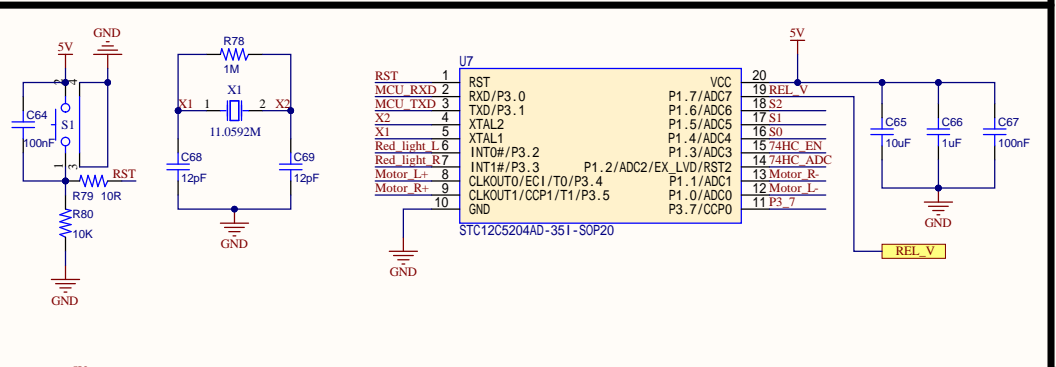 5V
GND
2
4
C64
100nF
S1
1
3
RST
R79 10R
R80
10K
GND
R78
1M
X1
X1 1
2 X2
11.0592M
C68
12pF
C69
12pF
GND
U7
RST 1 RST
MCU_RXD 2 RXD/P3.0
MCU_TXD 3 TXD/P3.1
X2 4 XTAL2
X1 5 XTAL1
Red_light_L 6 INT0#/P3.2
Red_light_R 7 INT1#/P3.3
Motor_L+ 8 CLKOUT0/ECI/T0/P3.4
Motor_R+ 9 CLKOUT1/CCP1/T1/P3.5
10 GND
VCC 20
P1.7/ADC7 19 REL_V
P1.6/ADC6 18 S2
P1.5/ADC5 17 S1
P1.4/ADC4 16 S0
P1.3/ADC3 15 74HC_EN
P1.2/ADC2/EX_LVD/RST2 14 74HC_ADC
P1.1/ADC1 13 Motor_R-
P1.0/ADC0 12 Motor_L-
P3.7/CCP0 11 P3_7
STC12C5204AD-35I-SOP20
GND
5V
C65
10uF
C66
1uF
C67
100nF
GND
REL_V